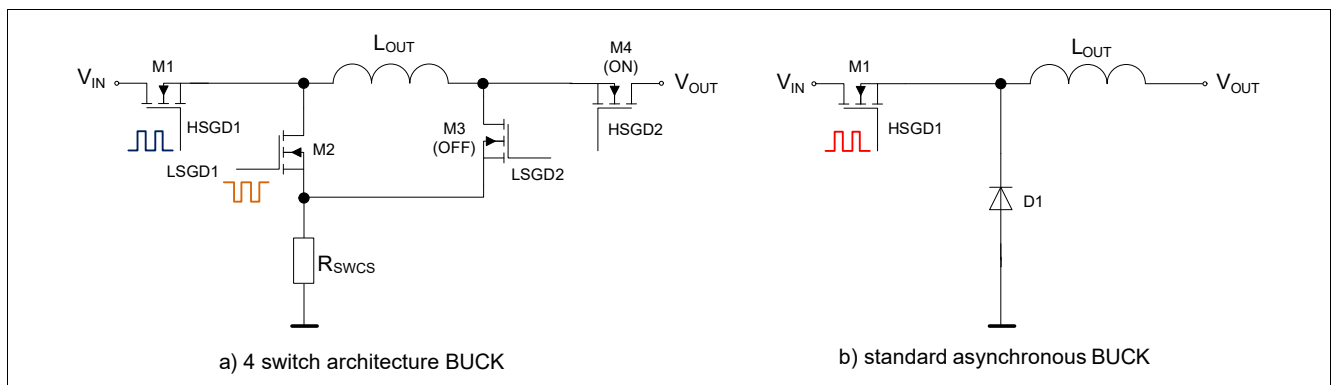 LOUT
M4
(ON)
VIN
M1
VOUT
HSGD1
HSGD2
M3
(OFF)
M2
LSGD1
LSGD2
RSWCS
a) 4 switch architecture BUCK
LOUT
VIN
M1
VOUT
HSGD1
D1
b) standard asynchronous BUCK